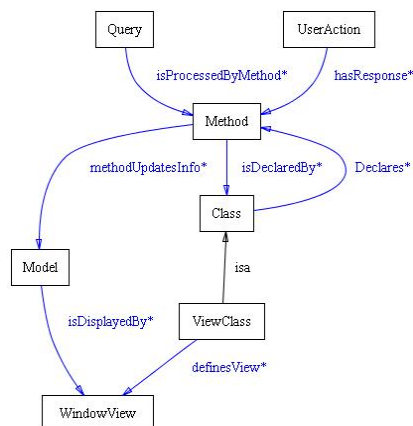 Query
UserAction
isProcessedByMethod*
hasResponse*
Method
methodUpdatesInfo*
isDeclaredBy*
Declares*
Class
Model
isa
isDisplayedBy*
ViewClass
definesView*
WindowView